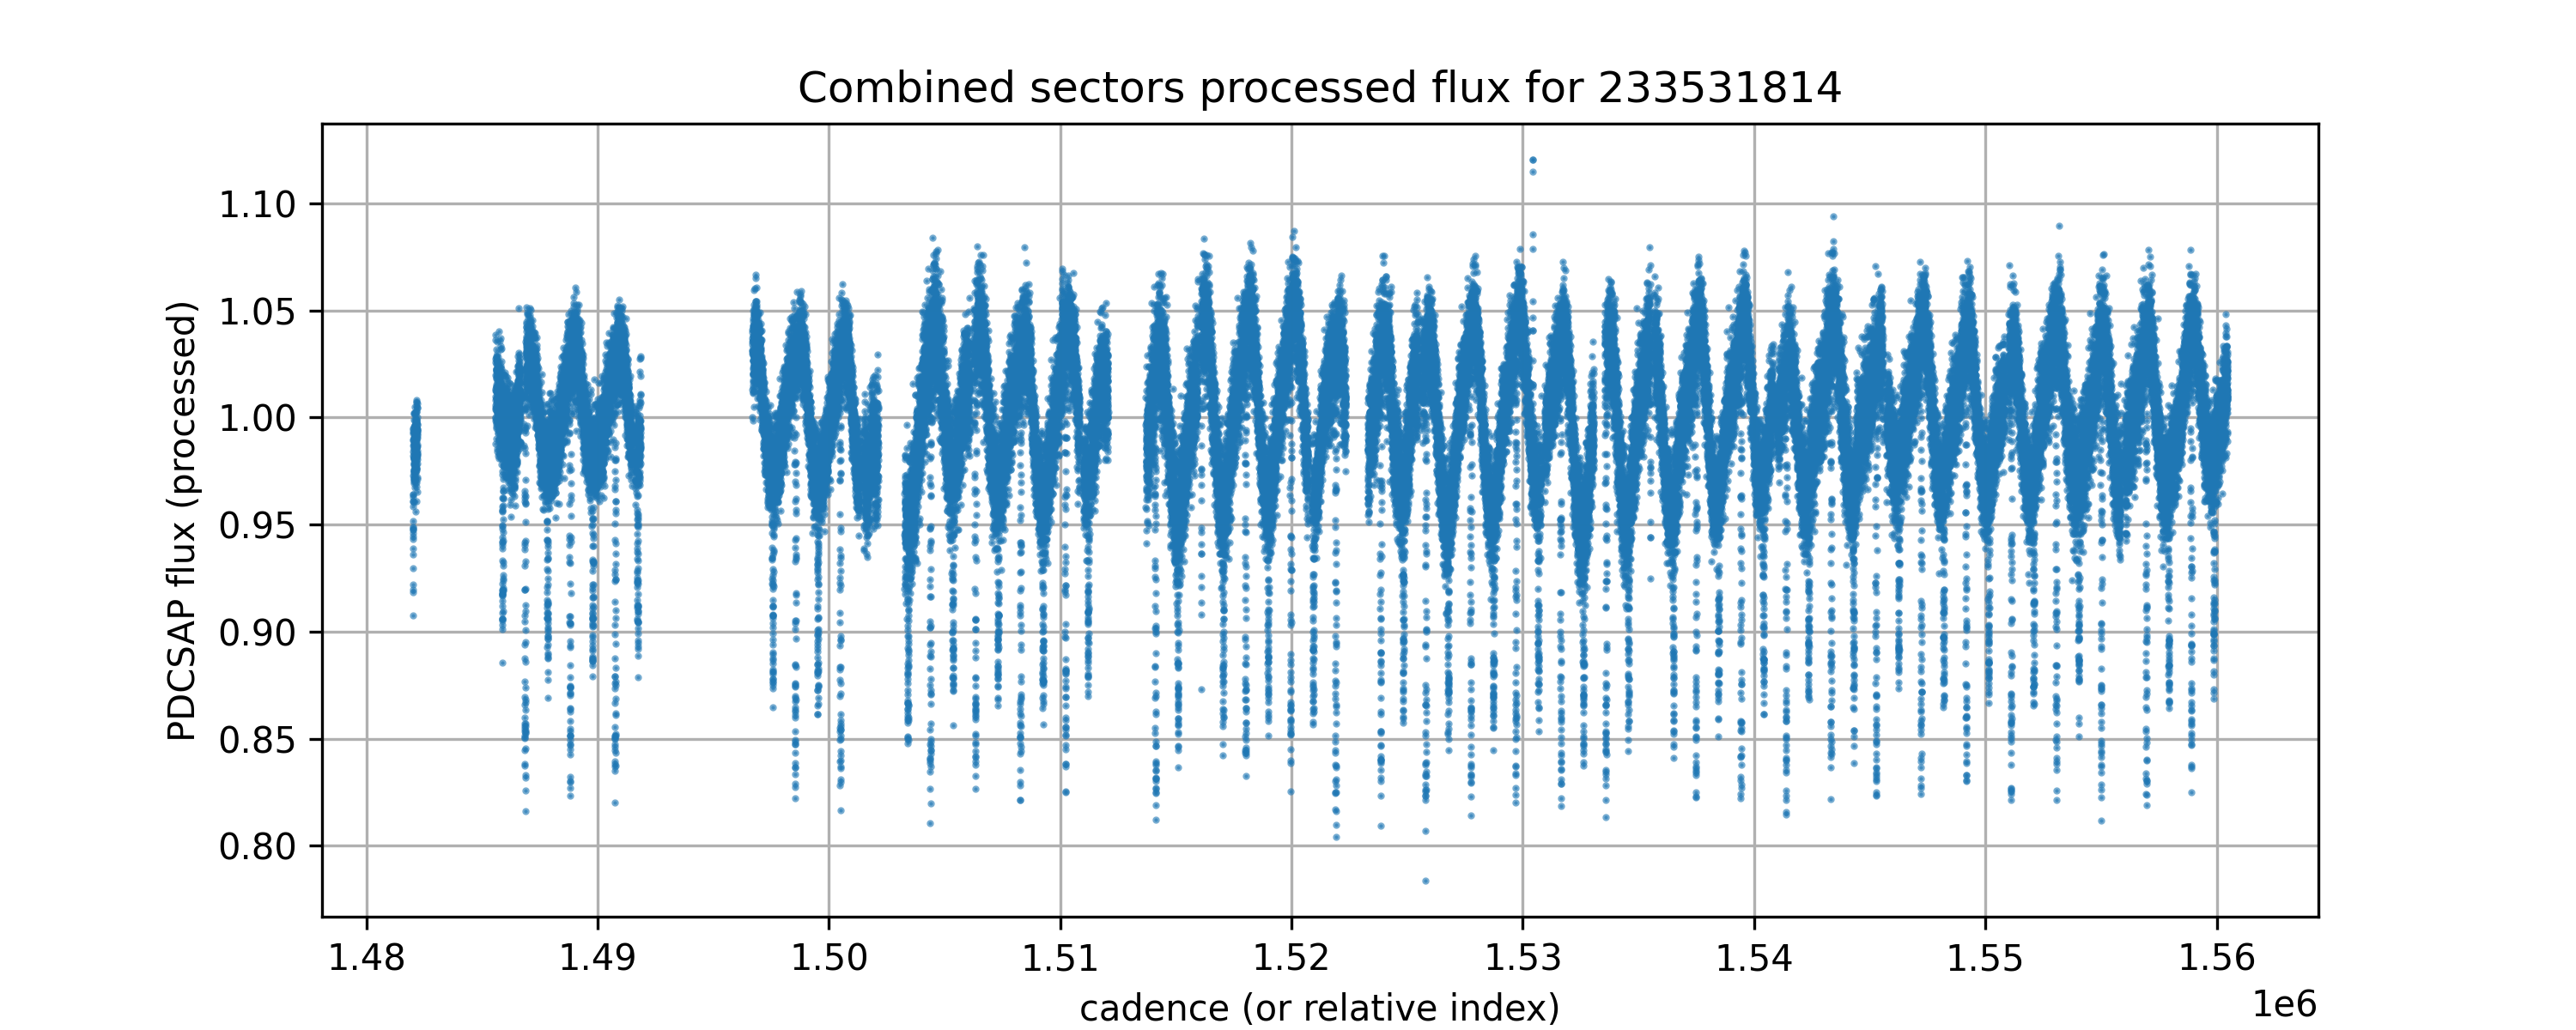 Combined sectors processed flux for 233531814
PDCSAP flux (processed)
1.10
1.05
1.00
0.95
0.90
0.85
0.80
1.48 1.49 1.50 1.51 1.52 1.53 1.54 1.55 1.56
1e6
cadence (or relative index)